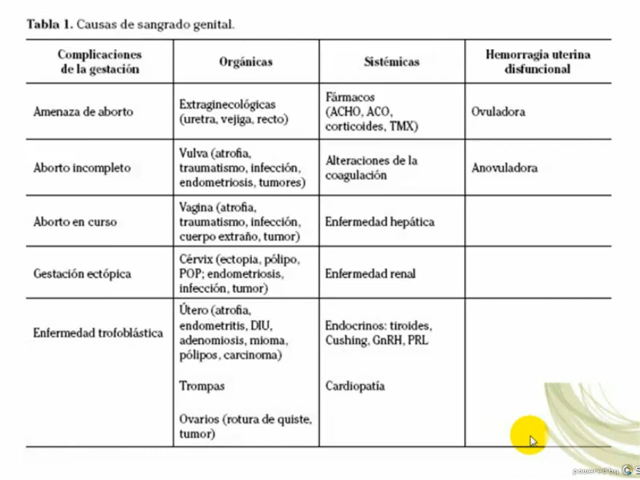 Tabla 1. Causas de sangrado genital.
Complicaciones
de la gestación
Orgánicas
Sistémicas
Hemorragia uterina
disfuncional
Amenaza de aborto
Extraginecológicas
(uretra, vejiga, recto)
Fármacos
(ACHO, ACO,
corticoides, TMX)
Ovuladora
Aborto incompleto
Vulva (atrofia,
traumatismo, infección,
endometriosis, tumores)
Alteraciones de la
coagulación
Anovuladora
Aborto en curso
Vagina (atrofia,
traumatismo, infección,
cuerpo extraño, tumor)
Enfermedad hepática
Gestación ectópica
Cérvix (ectopia, pólipo,
POP; endometriosis,
infección, tumor)
Enfermedad renal
Enfermedad trofoblástica
Útero (atrofia,
endometritis, DIU,
adenomiosis, mioma,
pólipos, carcinoma)
Endocrinos: tiroides,
Cushing, GnRH, PRL
Trompas
Cardiopatía
Ovarios (rotura de quiste,
tumor)
powered by